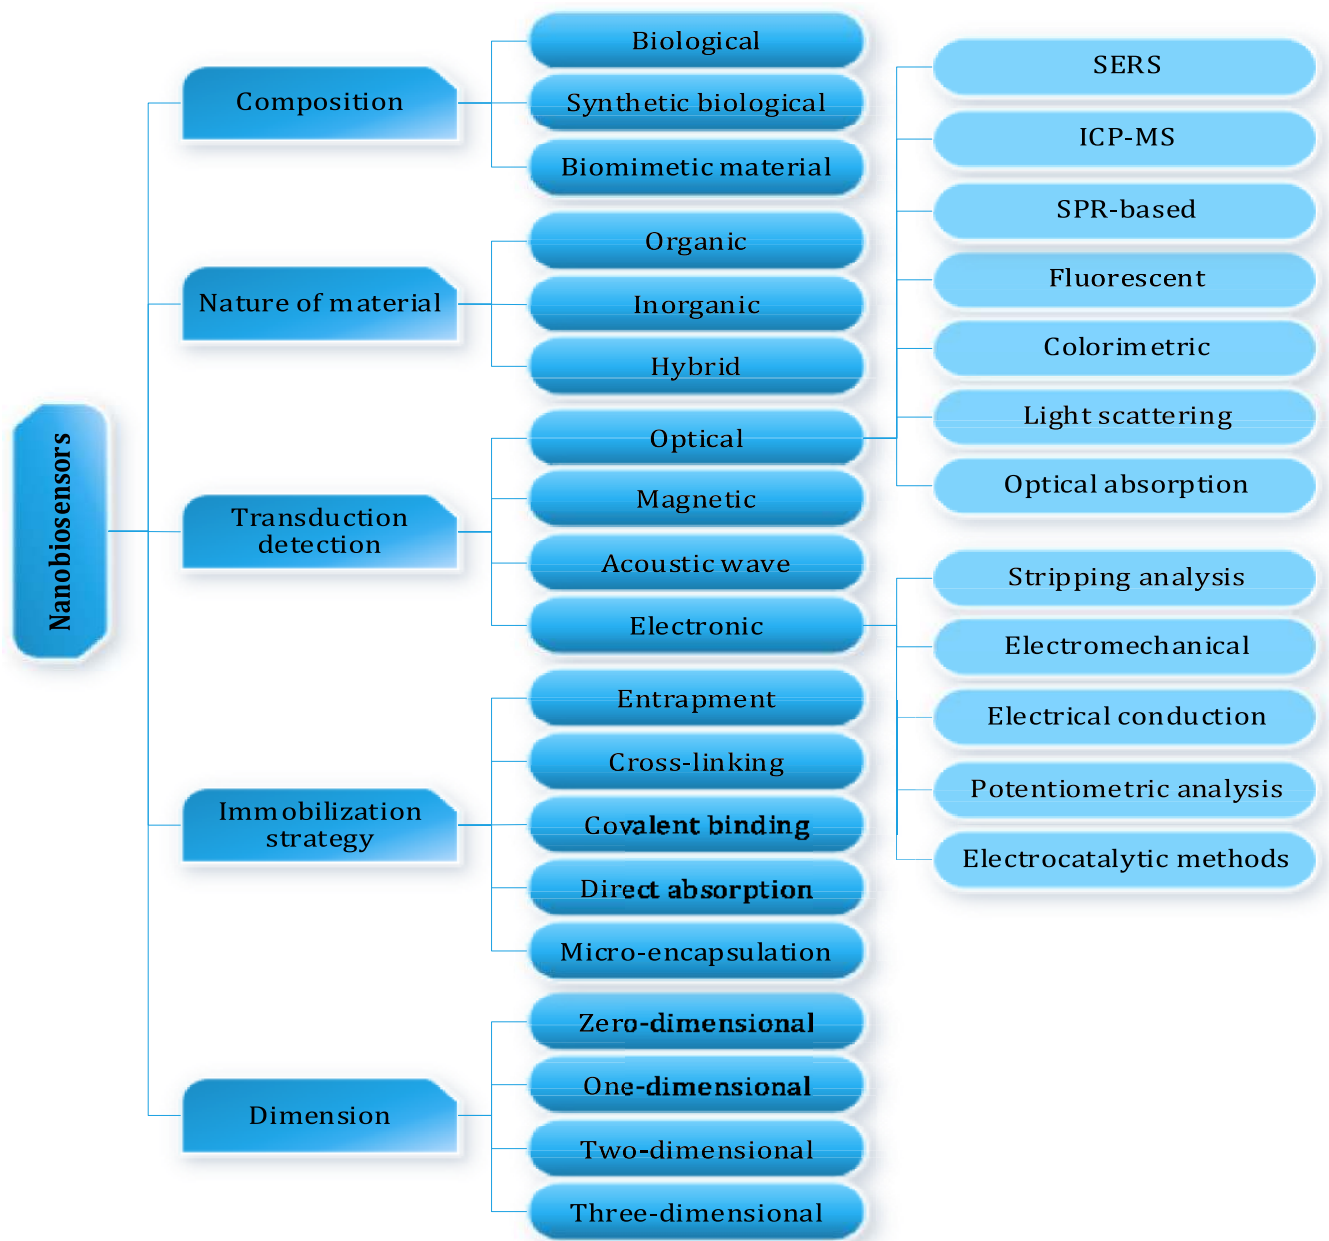 Nanobiosensors
Composition
Biological
Synthetic biological
Biomimetic material
Nature of material
Organic
Inorganic
Hybrid
Transduction
detection
Optical
SERS
ICP-MS
SPR-based
Fluorescent
Colorimetric
Light scattering
Optical absorption
Magnetic
Acoustic wave
Electronic
Stripping analysis
Electromechanical
Electrical conduction
Potentiometric analysis
Electrocatalytic methods
Immobilization
strategy
Entrapment
Cross-linking
Covalent binding
Direct absorption
Micro-encapsulation
Dimension
Zero-dimensional
One-dimensional
Two-dimensional
Three-dimensional